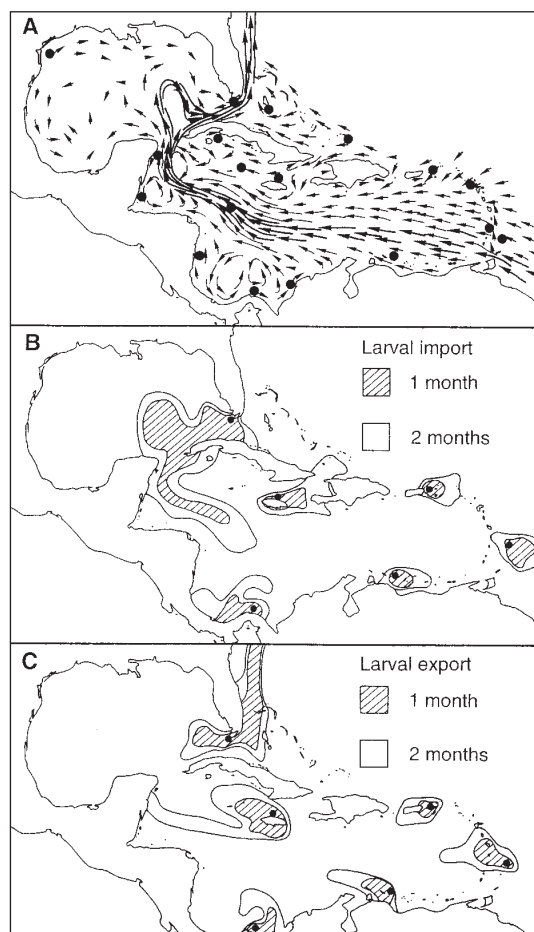 A
B
Larval import
1 month
2 months
C
Larval export
1 month
2 months